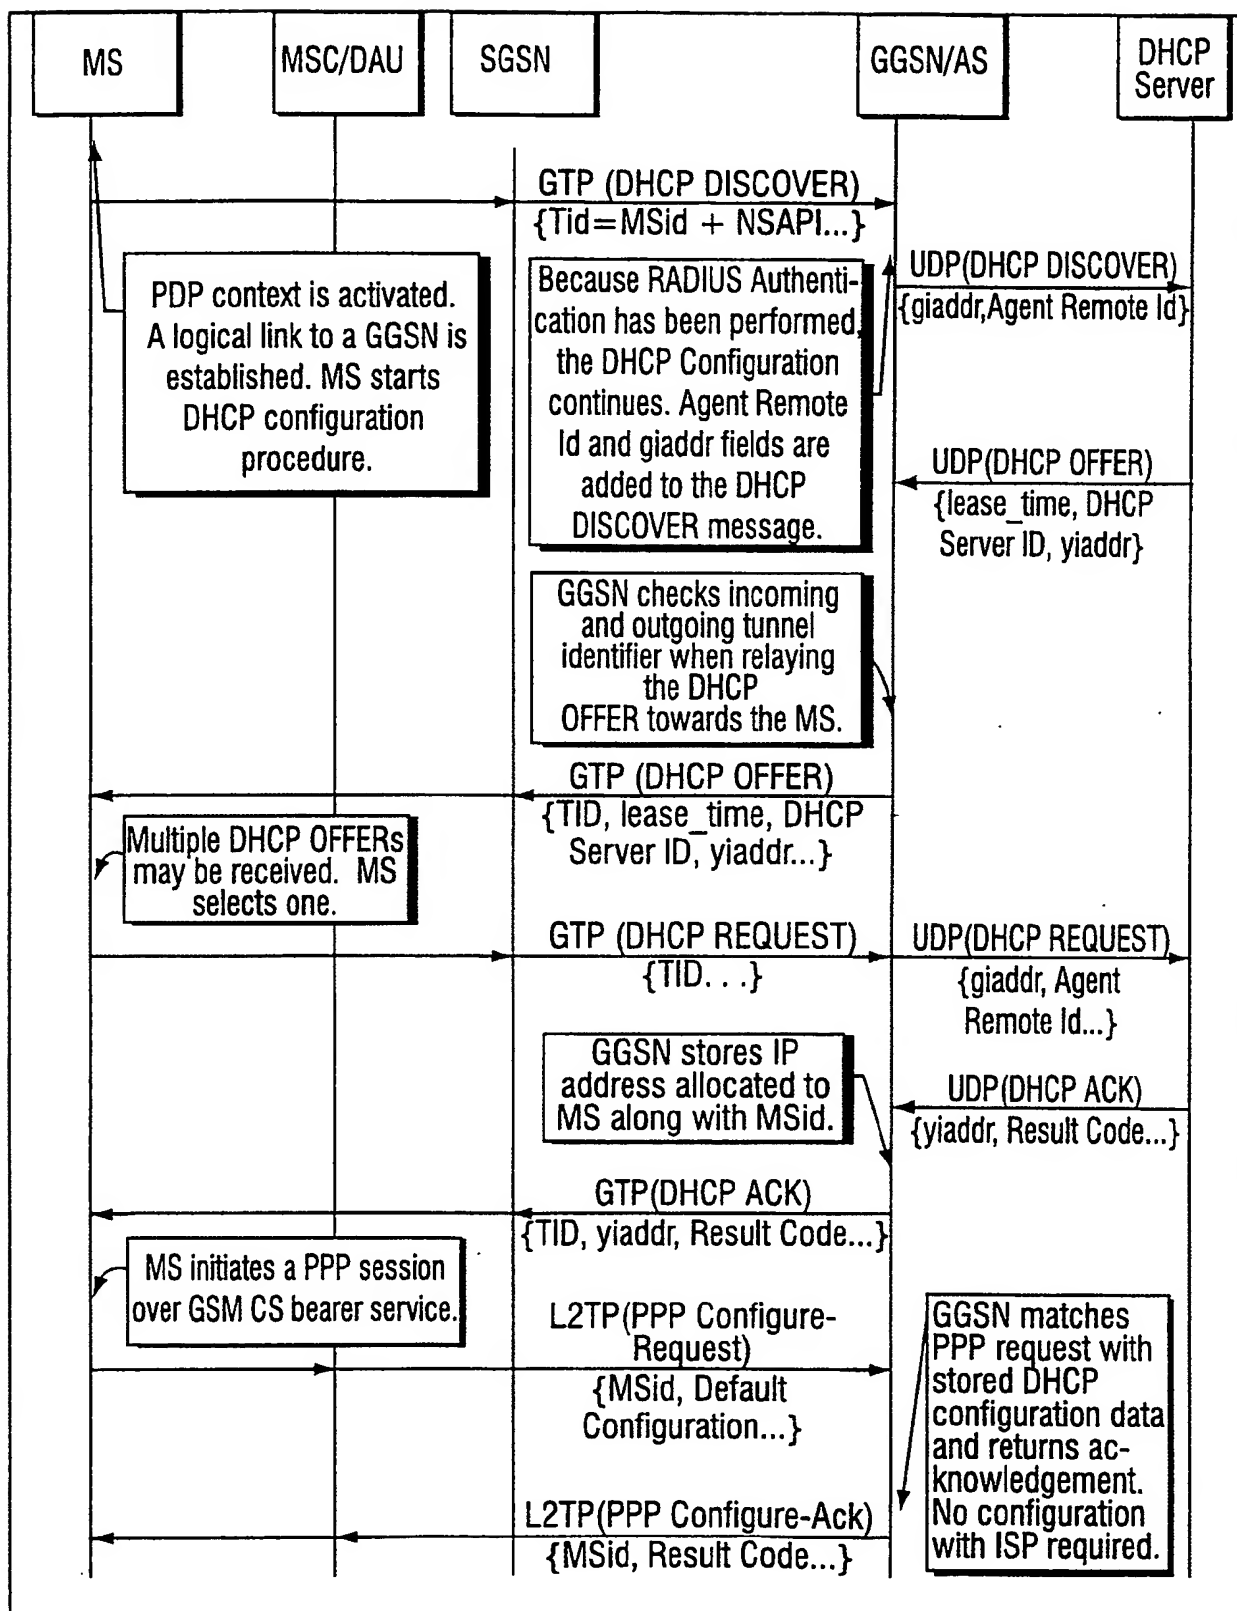 MS
MSC/DAU
SGSN
GGSN/AS
DHCP
Server
GTP (DHCP DISCOVER)
{Tid=MSid + NSAPI...}
PDP context is activated.
A logical link to a GGSN is
established. MS starts
DHCP configuration
procedure.
Because RADIUS Authenti-
cation has been performed,
the DHCP Configuration
continues. Agent Remote
Id and giaddr fields are
added to the DHCP
DISCOVER message.
UDP(DHCP DISCOVER)
{giaddr,Agent Remote Id}
UDP(DHCP OFFER)
{lease_time, DHCP
Server ID, yiaddr}
GGSN checks incoming
and outgoing tunnel
identifier when relaying
the DHCP
OFFER towards the MS.
GTP (DHCP OFFER)
{TID, lease_time, DHCP
Server ID, yiaddr...}
Multiple DHCP OFFERs
may be received. MS
selects one.
GTP (DHCP REQUEST)
{TID. . .}
UDP(DHCP REQUEST)
{giaddr, Agent
Remote Id...}
GGSN stores IP
address allocated to
MS along with MSid.
UDP(DHCP ACK)
{yiaddr, Result Code...}
GTP(DHCP ACK)
{TID, yiaddr, Result Code...}
MS initiates a PPP session
over GSM CS bearer service.
L2TP(PPP Configure-
Request)
{MSid, Default
Configuration...}
GGSN matches
PPP request with
stored DHCP
configuration data
and returns ac-
knowledgement.
No configuration
with ISP required.
L2TP(PPP Configure-Ack)
{MSid, Result Code...}